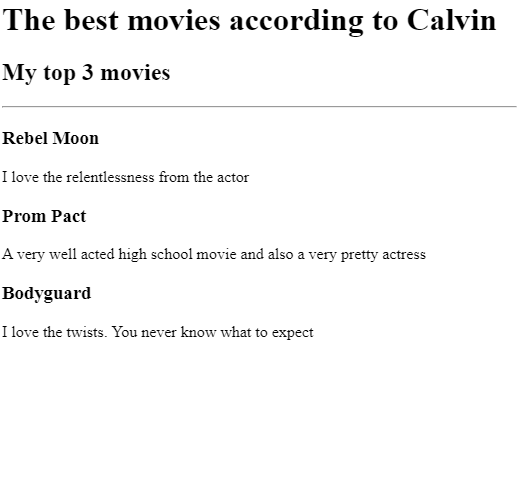 The best movies according to Calvin
My top 3 movies
Rebel Moon
I love the relentlessness from the actor
Prom Pact
A very well acted high school movie and also a very pretty actress
Bodyguard
I love the twists. You never know what to expect